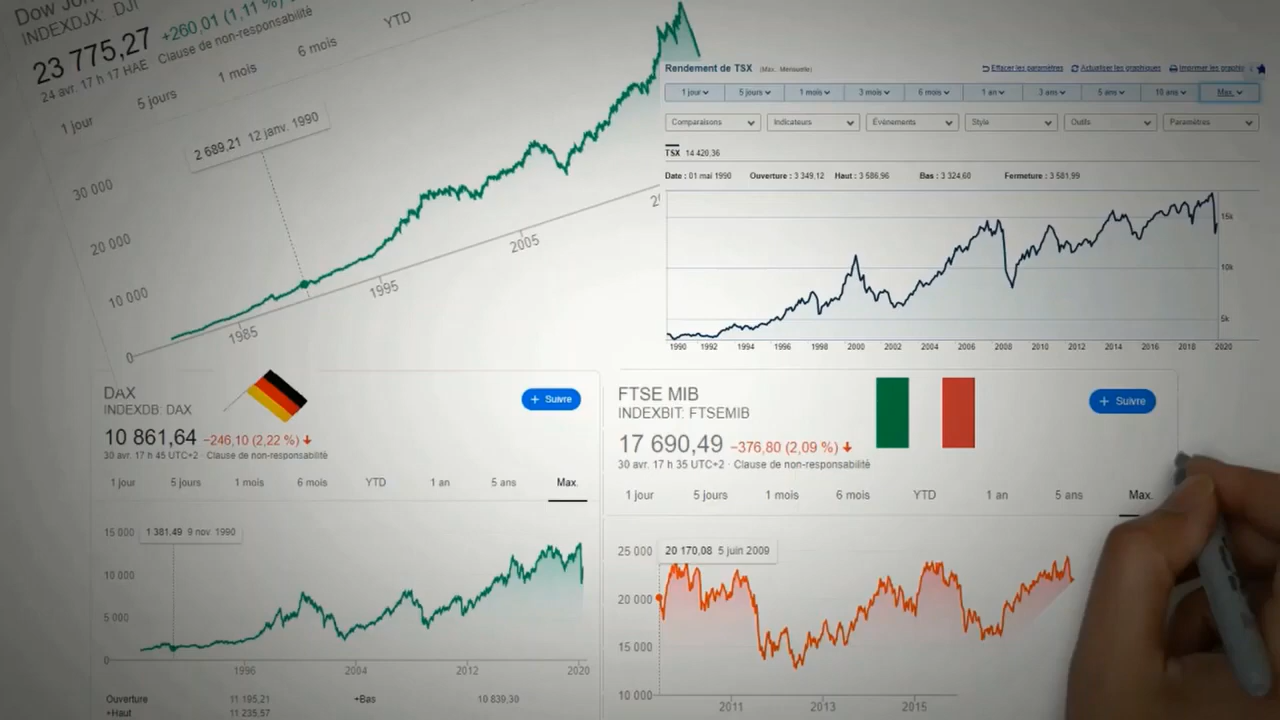 Dow Jon
INDEXDJX: DJI
23 775,27 +260,01 (1,11 %)
24 avr. 17 h 17 HAE Clause de non-responsabilité
1 jour 5 jours 1 mois 6 mois YTD
2 689,21 12 janv. 1990
30 000
20 000
10 000
0
1985 1995 2005
Rendement de TSX (Max. Mensuelle) Effacer les paramètres Actualiser les graphiques Imprimer les graphi
1 jour 5 jours 1 mois 3 mois 6 mois 1 an 3 ans 5 ans 10 ans Max.
Comparaisons Indicateurs Évènements Style Outils Paramètres
TSX 14 420,36
Date : 01 mai 1990 Ouverture : 3 349,12 Haut : 3 586,96 Bas : 3 324,60 Fermeture : 3 581,99
15k
10k
5k
1990 1992 1994 1996 1998 2000 2002 2004 2006 2008 2010 2012 2014 2016 2018 2020
DAX
INDEXDB: DAX
+ Suivre
10 861,64 −246,10 (2,22 %)
30 avr. 17 h 45 UTC+2 · Clause de non-responsabilité
1 jour 5 jours 1 mois 6 mois YTD 1 an 5 ans Max.
15 000 1 381,49 9 nov. 1990
10 000
5 000
0
1996 2004 2012 2020
Ouverture 11 195,21 +Bas 10 839,30
+Haut 11 235,57
FTSE MIB
INDEXBIT: FTSEMIB
+ Suivre
17 690,49 −376,80 (2,09 %)
30 avr. 17 h 35 UTC+2 · Clause de non-responsabilité
1 jour 5 jours 1 mois 6 mois YTD 1 an 5 ans Max.
25 000 20 170,08 5 juin 2009
20 000
15 000
10 000
2011 2013 2015